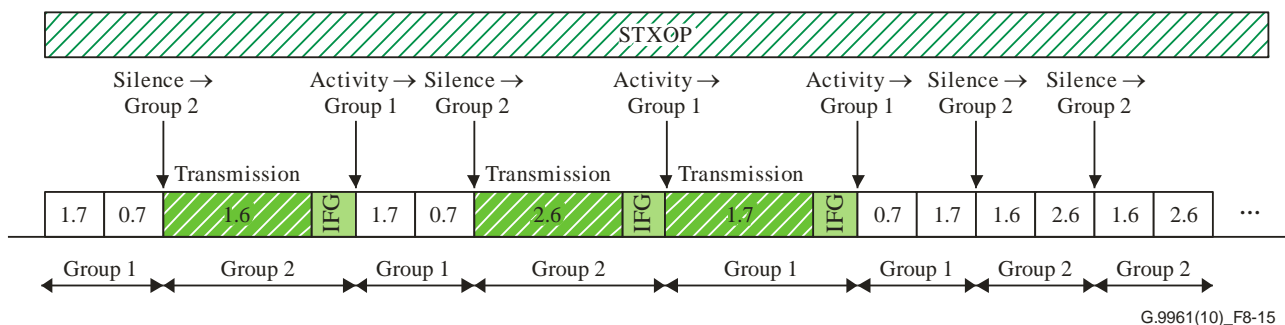 STXOP
Silence → Activity → Silence → Activity → Activity → Silence → Silence →
Group 2 Group 1 Group 2 Group 1 Group 1 Group 2 Group 2
Transmission Transmission Transmission
1.7 0.7 1.6 IFG 1.7 0.7 2.6 IFG 1.7 IFG 0.7 1.7 1.6 2.6 1.6 2.6 ...
Group 1 Group 2 Group 1 Group 2 Group 1 Group 1 Group 2 Group 2
G.9961(10)_F8-15